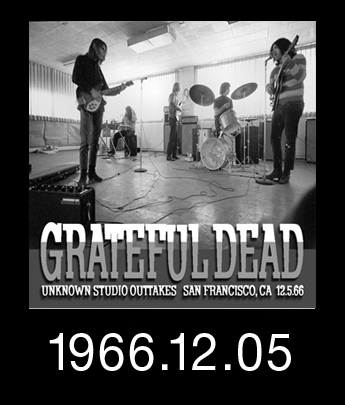 GRATEFUL DEAD
UNKNOWN STUDIO OUTTAKES SAN FRANCISCO, CA 12.5.66
1966.12.05